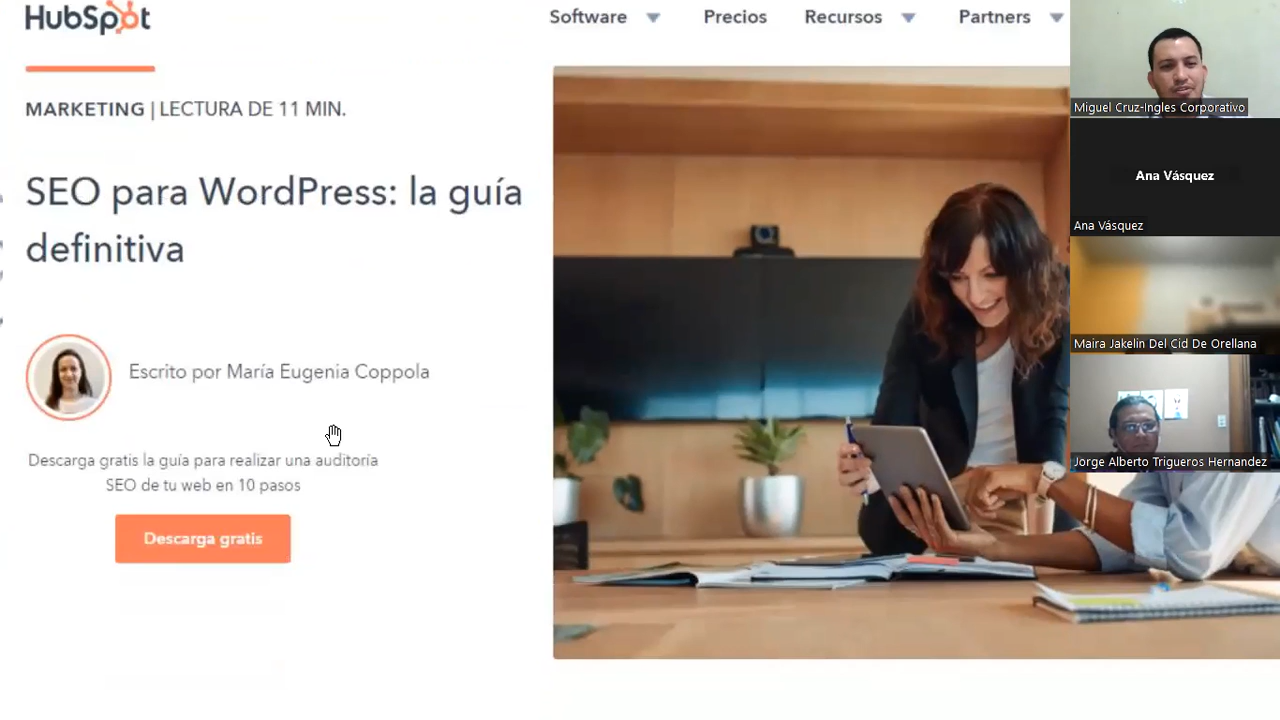 HubSpot
Software
Precios
Recursos
Partners
MARKETING | LECTURA DE 11 MIN.
SEO para WordPress: la guía
definitiva
Escrito por María Eugenia Coppola
Descarga gratis la guía para realizar una auditoría
SEO de tu web en 10 pasos
Descarga gratis
Miguel Cruz-Ingles Corporativo
Ana Vásquez
Ana Vásquez
Maira Jakelin Del Cid De Orellana
Jorge Alberto Trigueros Hernandez